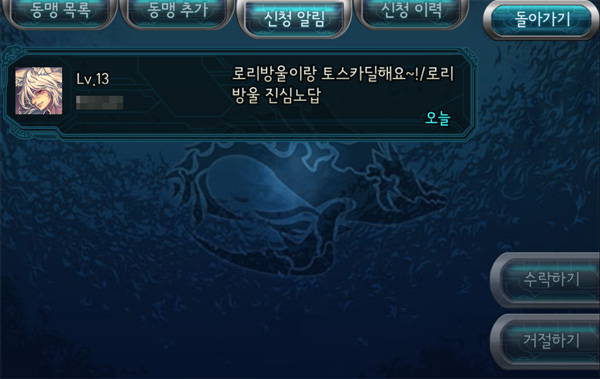 동맹 목록
동맹 추가
신청 알림
신청 이력
돌아가기
Lv.13
로리방울이랑 토스카딜해요~!/로리
방울 진심노답
오늘
수락하기
거절하기